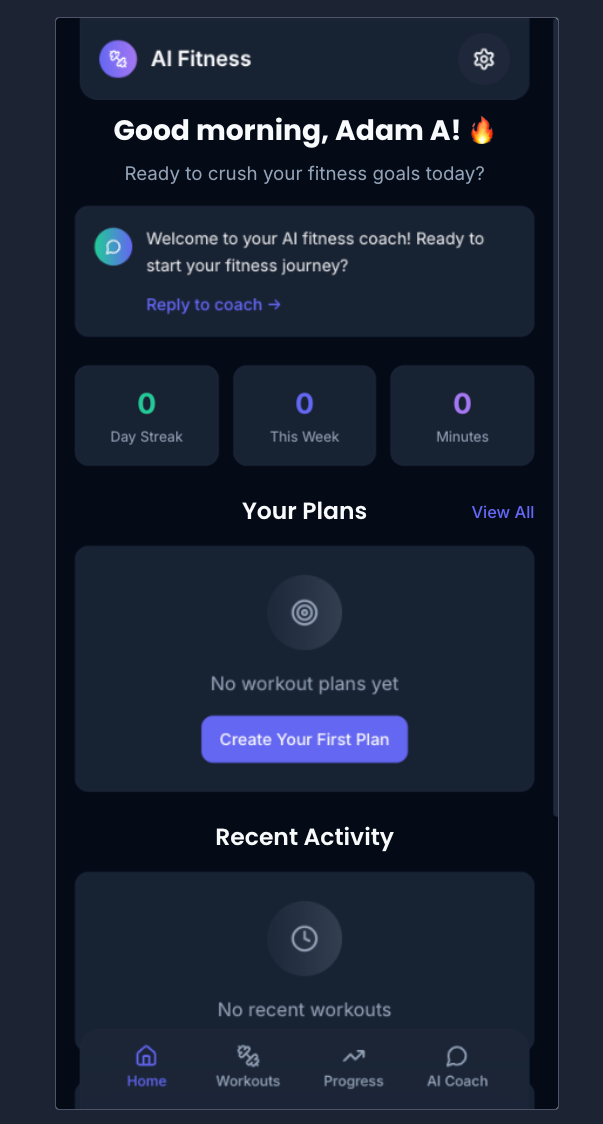 AI Fitness
Good morning, Adam A! 🔥
Ready to crush your fitness goals today?
Welcome to your AI fitness coach! Ready to
start your fitness journey?
Reply to coach →
0
Day Streak
0
This Week
0
Minutes
Your Plans
View All
No workout plans yet
Create Your First Plan
Recent Activity
No recent workouts
Home
Workouts
Progress
AI Coach